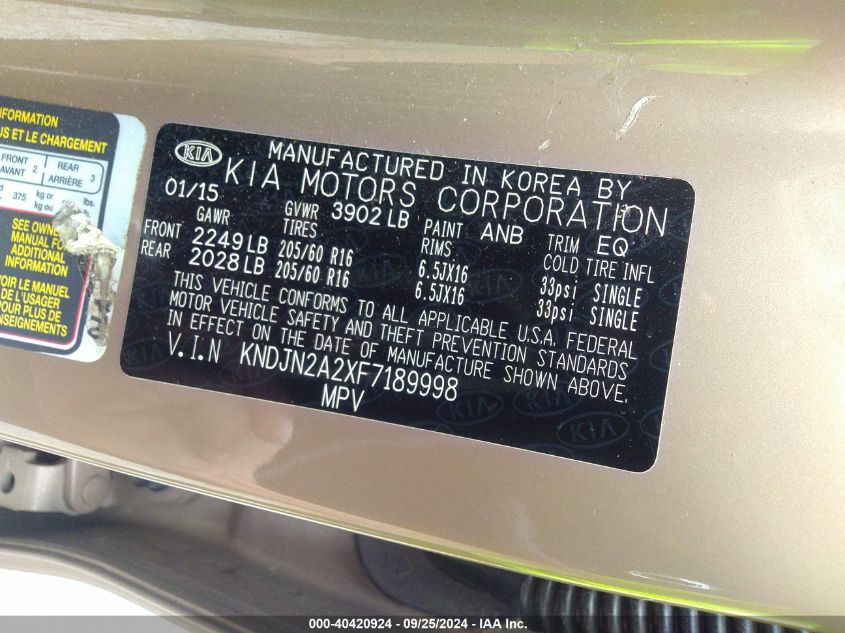 INFORMATION
US ET LE CHARGEMENT
FRONT
AVANT 2
REAR
ARRIÈRE 3
375 kg or lbs.
kg ou
SEE OWNER
MANUAL FOR
ADDITIONAL
INFORMATION
OIR LE MANUEL
DE L'USAGER
POUR PLUS DE
ENSEIGNEMENTS
KIA
MANUFACTURED IN KOREA BY
KIA MOTORS CORPORATION
01/15 GVWR 3902 LB PAINT ANB TRIM EQ
GAWR TIRES RIMS COLD TIRE INFL
FRONT 2249 LB 205/60 R16 6.5JX16 33psi SINGLE
REAR 2028 LB 205/60 R16 6.5JX16 33psi SINGLE
THIS VEHICLE CONFORMS TO ALL APPLICABLE U.S.A. FEDERAL
MOTOR VEHICLE SAFETY AND THEFT PREVENTION STANDARDS
IN EFFECT ON THE DATE OF MANUFACTURE SHOWN ABOVE.
V.I.N KNDJN2A2XF7189998
MPV
000-40420924 - 09/25/2024 - IAA Inc.